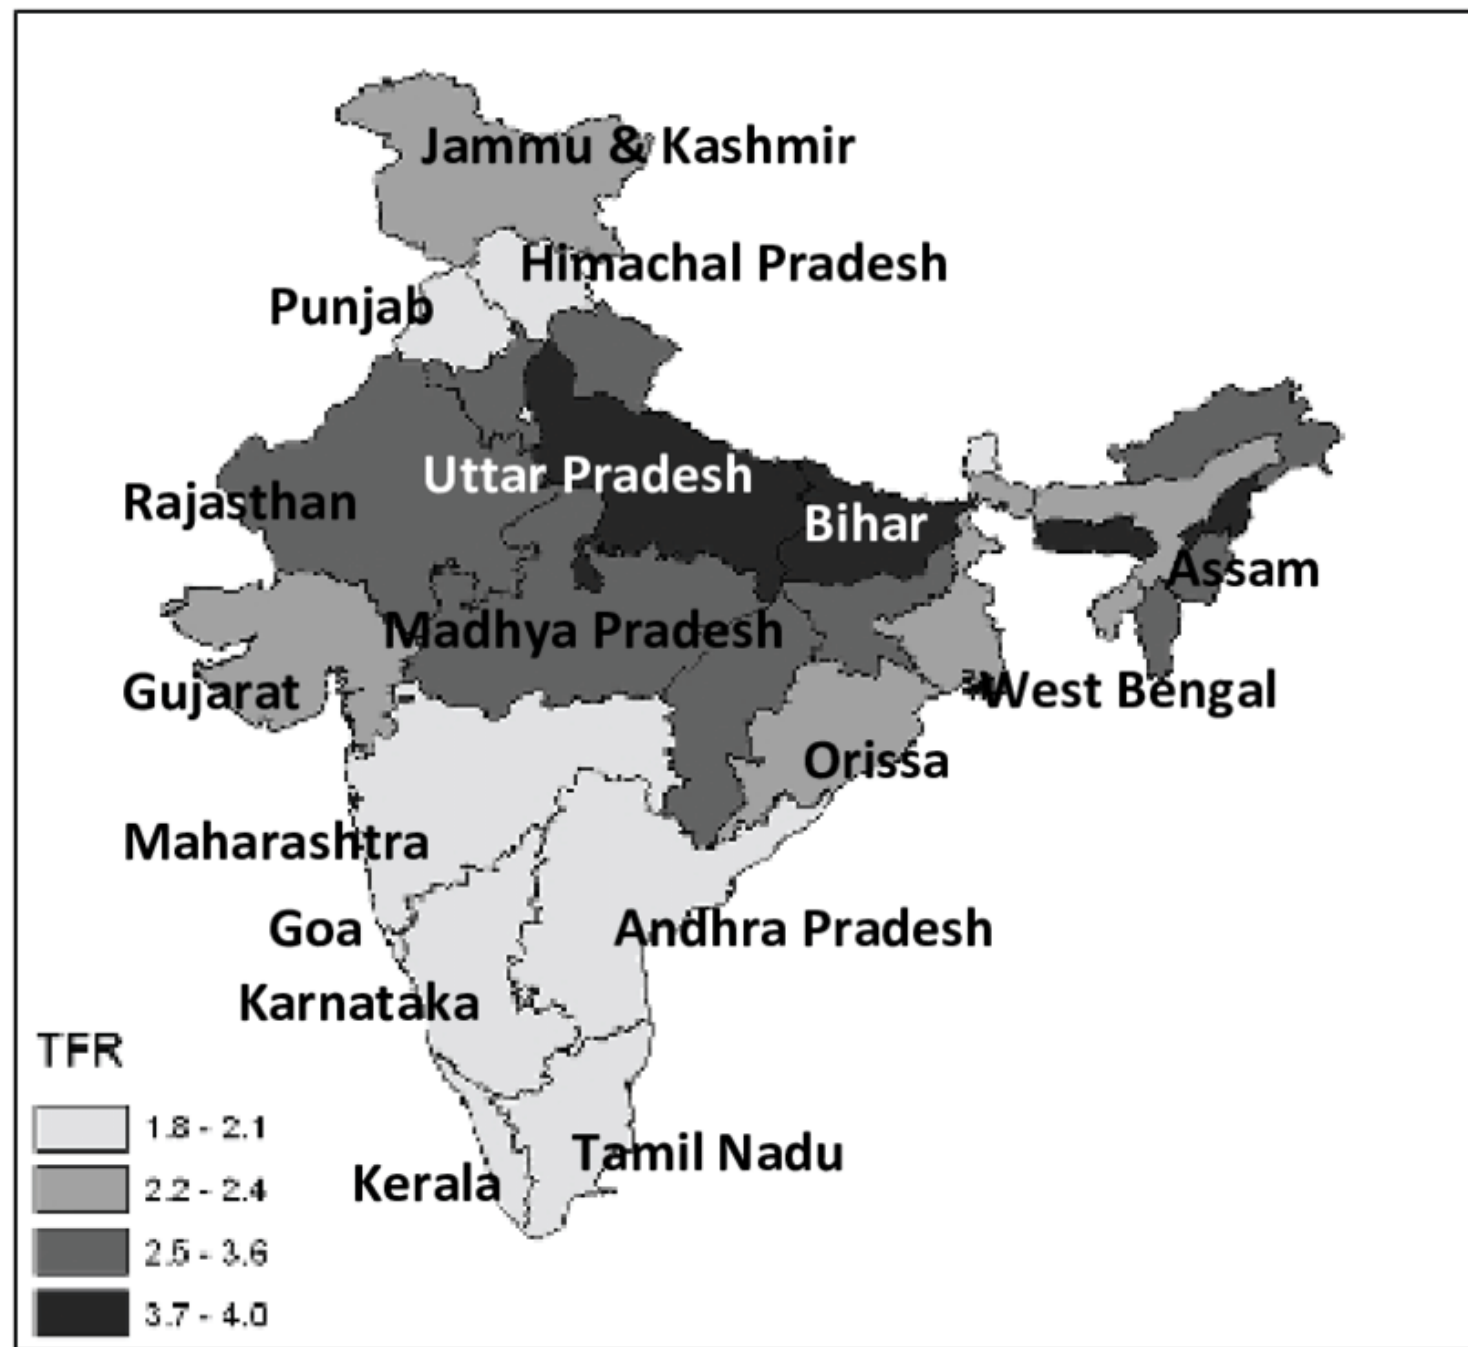 Jammu & Kashmir
Himachal Pradesh
Punjab
Uttar Pradesh
Rajasthan
Bihar
Assam
Madhya Pradesh
Gujarat
West Bengal
Orissa
Maharashtra
Goa
Andhra Pradesh
Karnataka
TFR
1.8 - 2.1
Tamil Nadu
Kerala
2.2 - 2.4
2.5 - 3.6
3.7 - 4.0